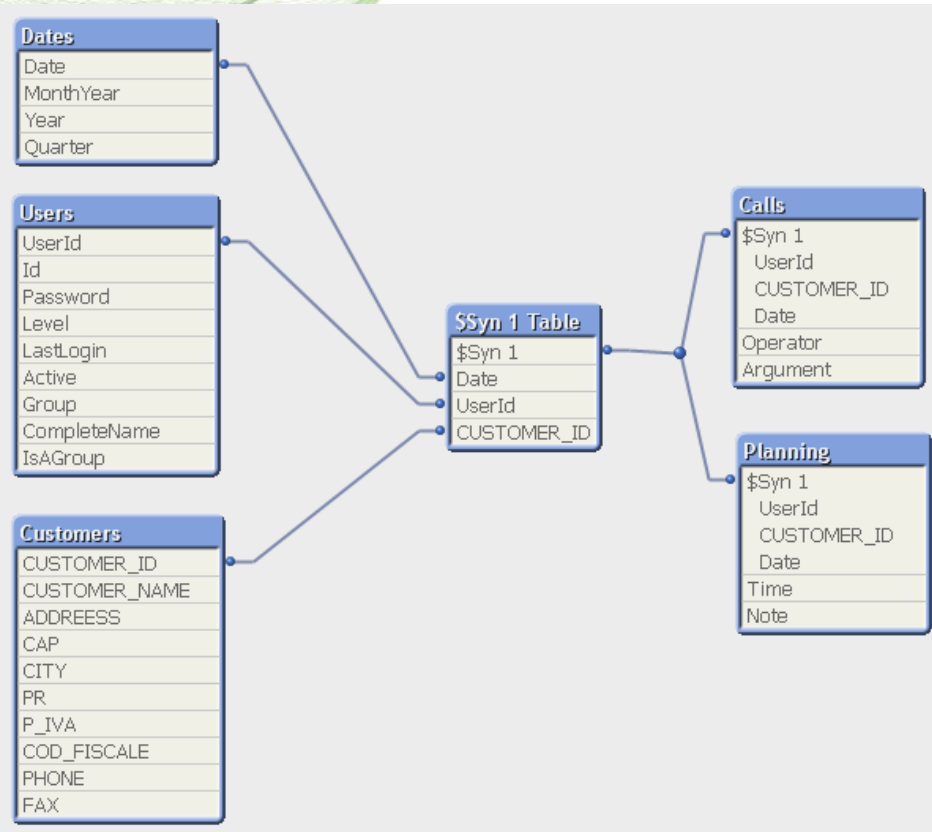 Dates
Date
MonthYear
Year
Quarter
Users
UserId
Id
Password
Level
LastLogin
Active
Group
CompleteName
IsAGroup
Customers
CUSTOMER_ID
CUSTOMER_NAME
ADDREESS
CAP
CITY
PR
P_IVA
COD_FISCALE
PHONE
FAX
$Syn 1 Table
$Syn 1
Date
UserId
CUSTOMER_ID
Calls
$Syn 1
UserId
CUSTOMER_ID
Date
Operator
Argument
Planning
$Syn 1
UserId
CUSTOMER_ID
Date
Time
Note